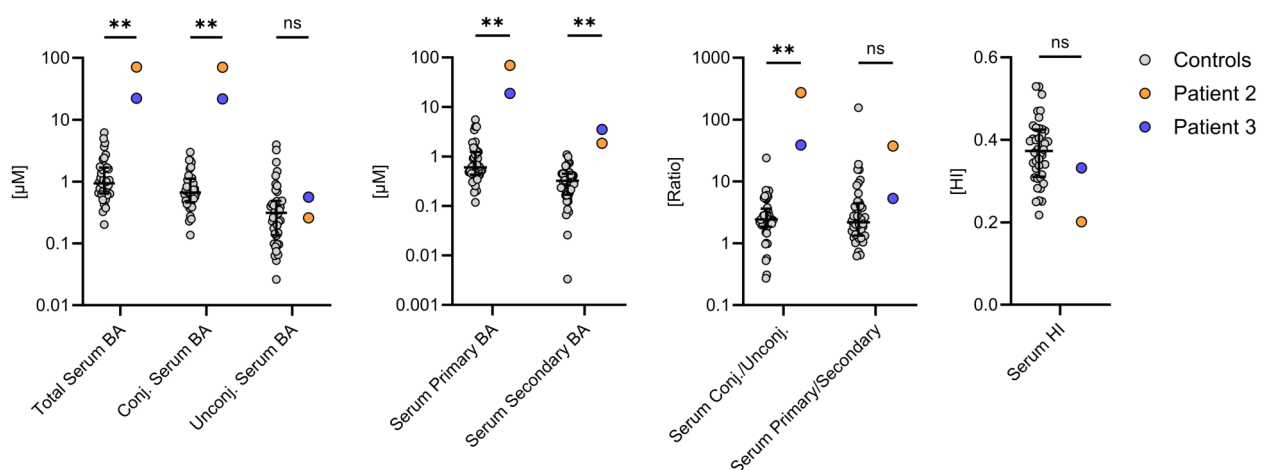 ** ** ns
100
10
1
0.1
0.01
[μM]
Total Serum BA
Conj. Serum BA
Unconj. Serum BA
** **
100
10
1
0.1
0.01
0.001
[μM]
Serum Primary BA
Serum Secondary BA
** ns
1000
100
10
1
0.1
[Ratio]
Serum Conj./Unconj.
Serum Primary/Secondary
ns
0.6
0.4
0.2
0.0
[HI]
Serum HI
Controls
Patient 2
Patient 3